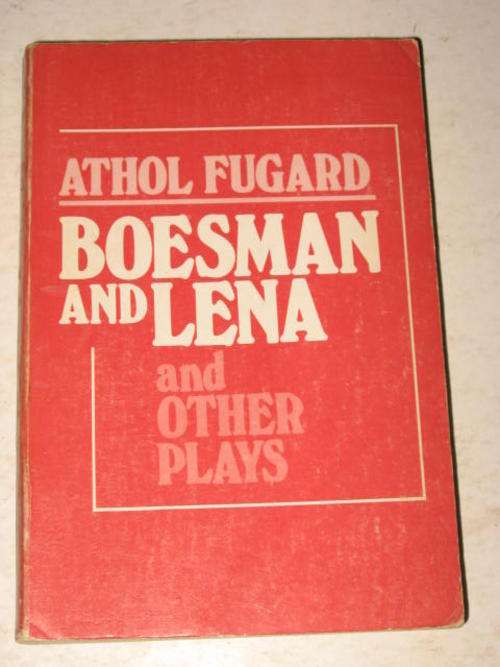 ATHOL FUGARD
BOESMAN
AND LENA
and
OTHER
PLAYS